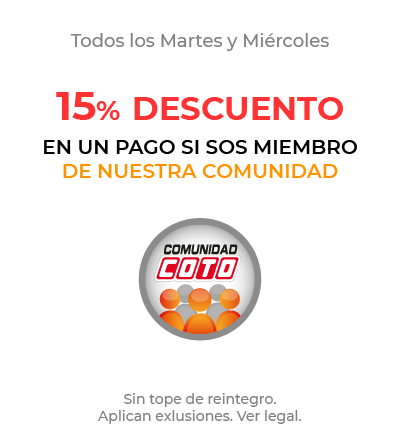 Todos los Martes y Miércoles
15% DESCUENTO
EN UN PAGO SI SOS MIEMBRO
DE NUESTRA COMUNIDAD
COMUNIDAD
COTO
Sin tope de reintegro.
Aplican exlusiones. Ver legal.